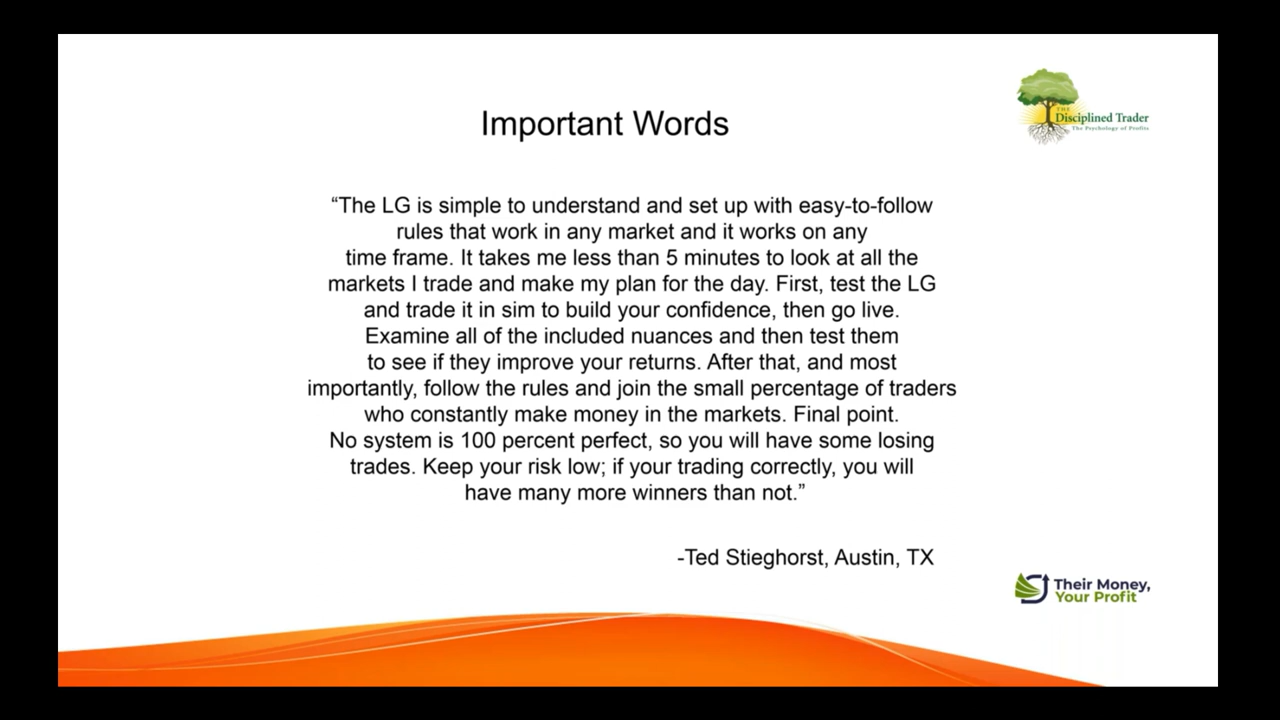 Important Words
THE
Disciplined Trader
The Psychology of Profits
“The LG is simple to understand and set up with easy-to-follow
rules that work in any market and it works on any
time frame. It takes me less than 5 minutes to look at all the
markets I trade and make my plan for the day. First, test the LG
and trade it in sim to build your confidence, then go live.
Examine all of the included nuances and then test them
to see if they improve your returns. After that, and most
importantly, follow the rules and join the small percentage of traders
who constantly make money in the markets. Final point.
No system is 100 percent perfect, so you will have some losing
trades. Keep your risk low; if your trading correctly, you will
have many more winners than not.”
-Ted Stieghorst, Austin, TX
Their Money,
Your Profit